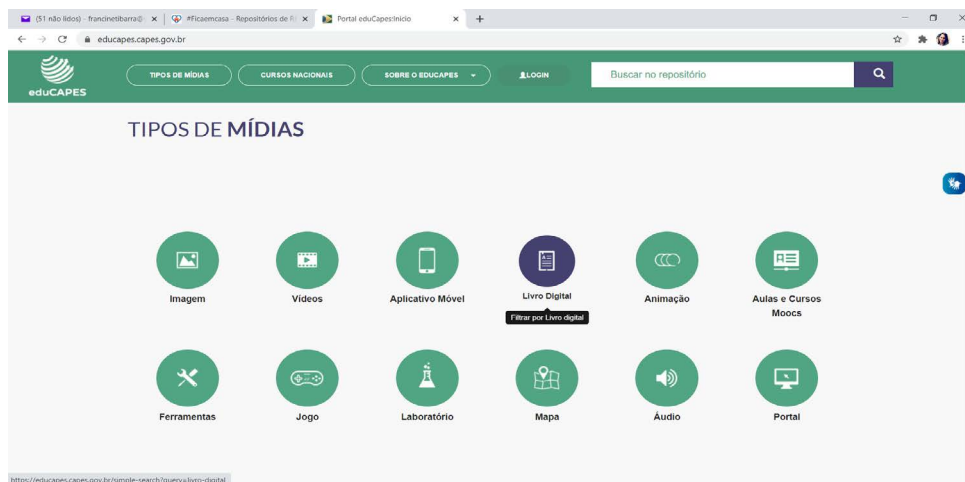 (51 não lidos) - francinetibarra@
#Ficaemcasa - Repositórios de R
Portal eduCapes:Inicio
educapes.capes.gov.br
eduCAPES
TIPOS DE MÍDIAS
CURSOS NACIONAIS
SOBRE O EDUCAPES
LOGIN
Buscar no repositório
TIPOS DE MÍDIAS
Imagem
Vídeos
Aplicativo Móvel
Livro Digital
Animação
Aulas e Cursos
Moocs
Filtrar por Livro digital
Ferramentas
Jogo
Laboratório
Mapa
Áudio
Portal
https://educapes.capes.gov.br/simple-search?query=livro-digital